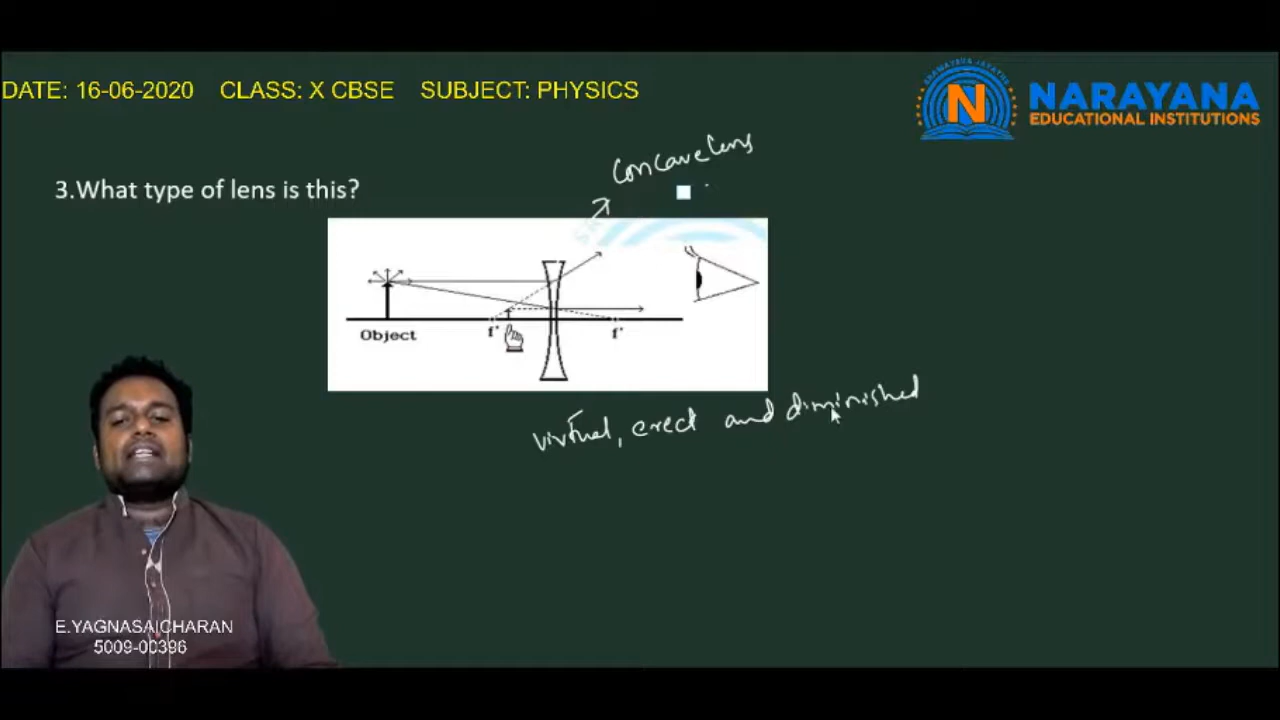 DATE: 16-06-2020 CLASS: X CBSE SUBJECT: PHYSICS
NARAYANA
EDUCATIONAL INSTITUTIONS
N
concave lens
3.What type of lens is this?
Object
f'
f'
virtual, erect and diminished
E.YAGNASAICHARAN
5009-00396